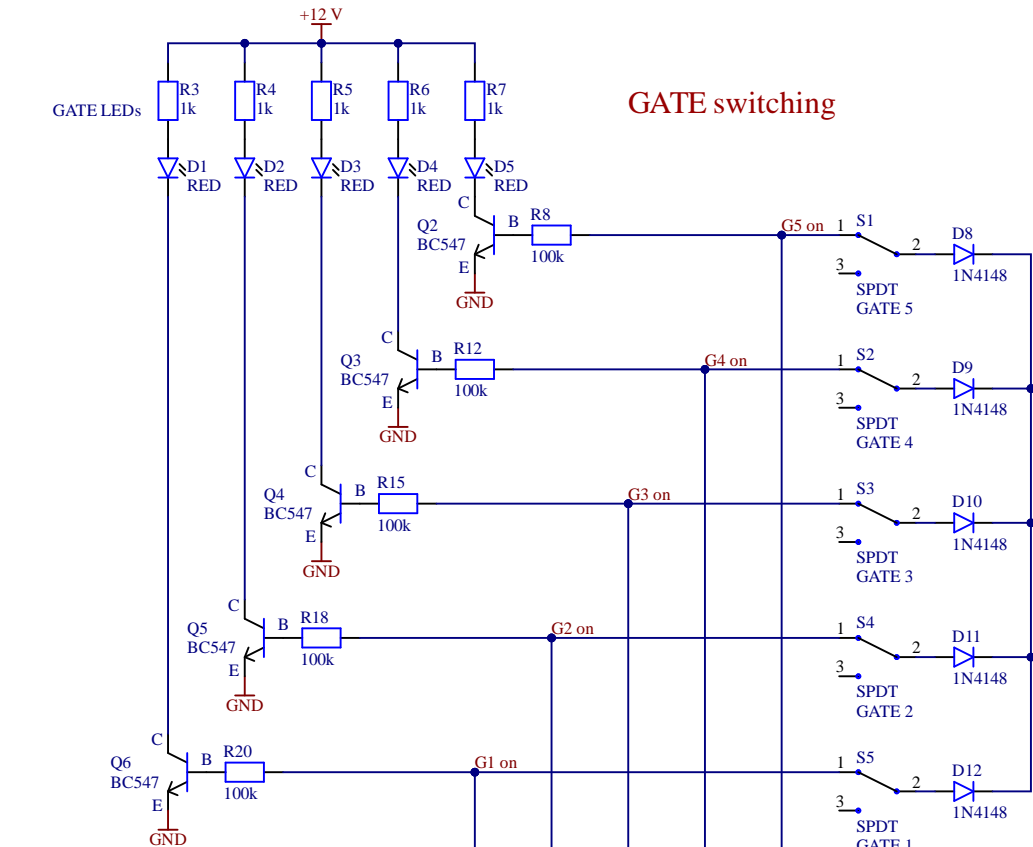 +12 V
GATE LEDs
R3
1k
R4
1k
R5
1k
R6
1k
R7
1k
GATE switching
D1
RED
D2
RED
D3
RED
D4
RED
D5
RED
C
Q2
BC547
B
E
GND
R8
100k
G5 on
1
S1
2
3
SPDT
GATE 5
D8
1N4148
C
Q3
BC547
B
E
GND
R12
100k
G4 on
1
S2
2
3
SPDT
GATE 4
D9
1N4148
C
Q4
BC547
B
E
GND
R15
100k
G3 on
1
S3
2
3
SPDT
GATE 3
D10
1N4148
C
Q5
BC547
B
E
GND
R18
100k
G2 on
1
S4
2
3
SPDT
GATE 2
D11
1N4148
C
Q6
BC547
B
E
GND
R20
100k
G1 on
1
S5
2
3
SPDT
GATE 1
D12
1N4148